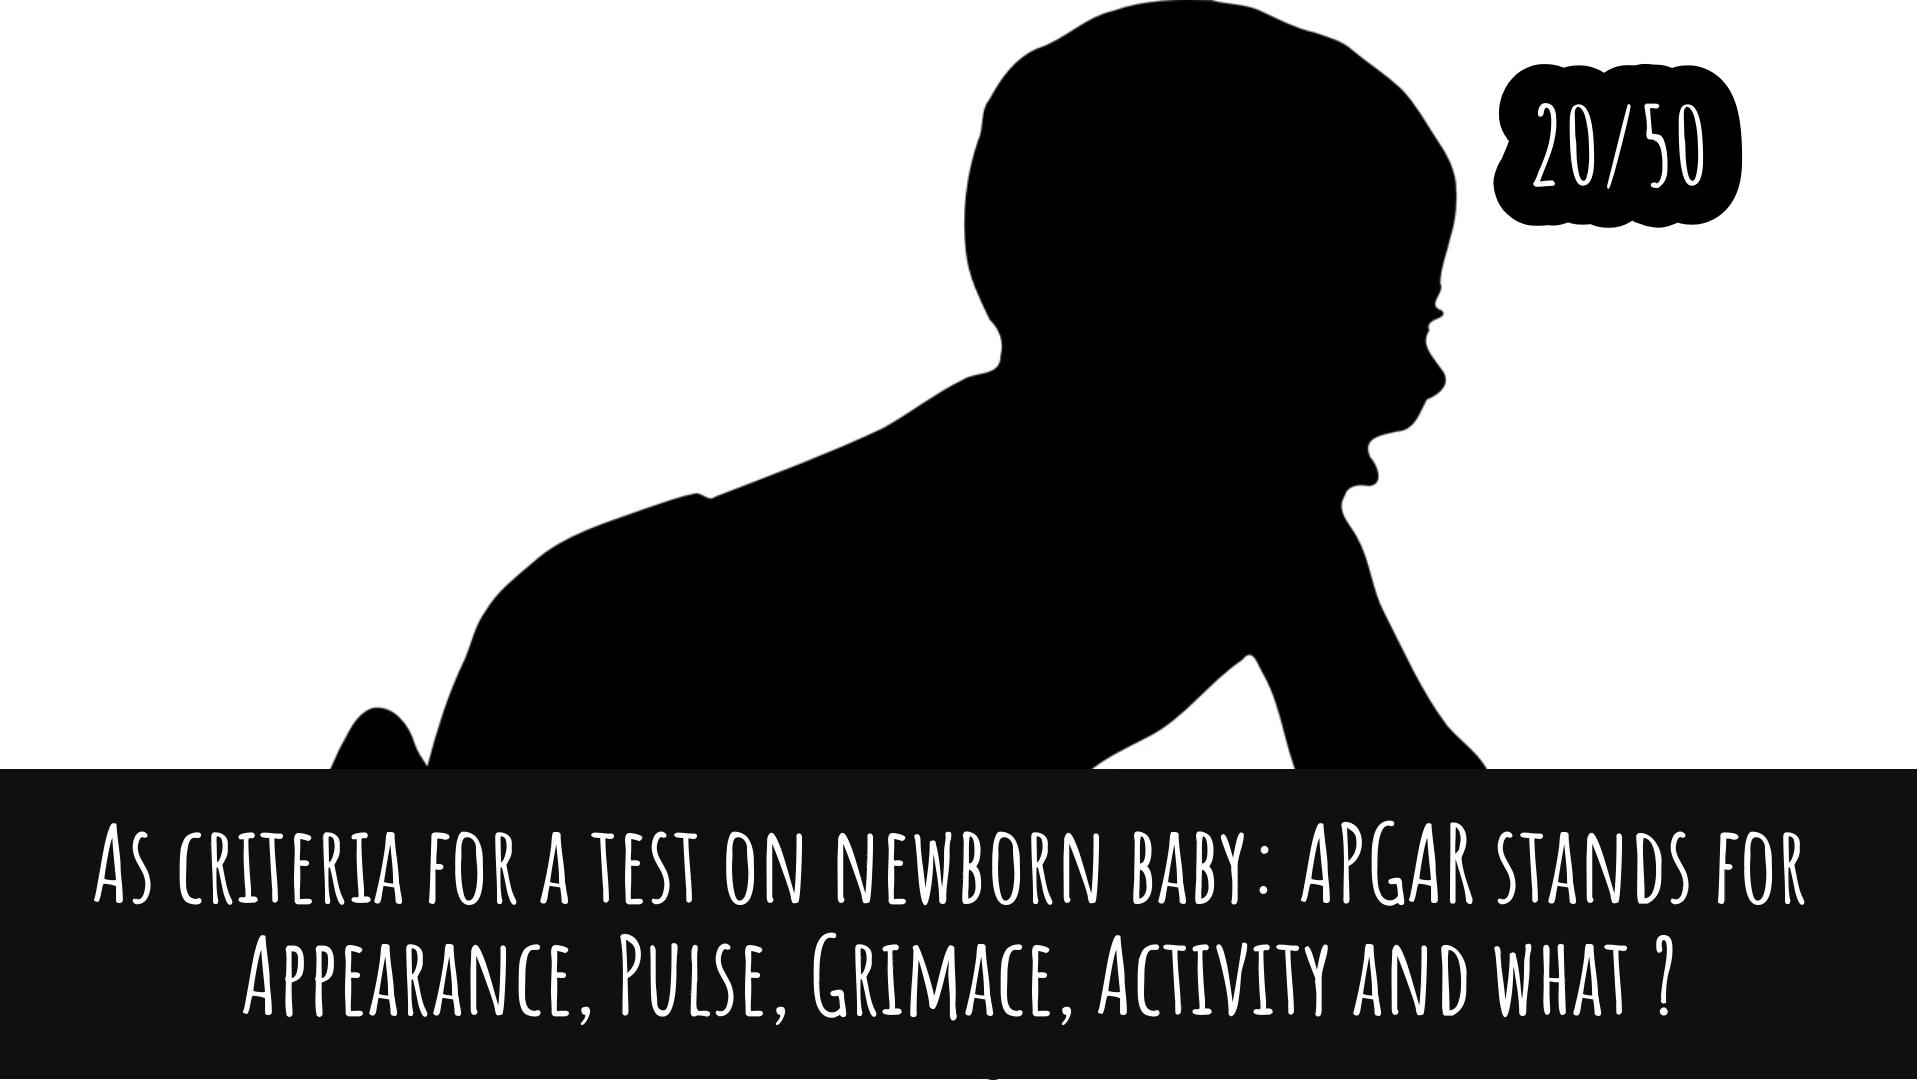 20/50
As criteria for a test on newborn baby: APGAR stands for
Appearance, Pulse, Grimace, Activity and what ?